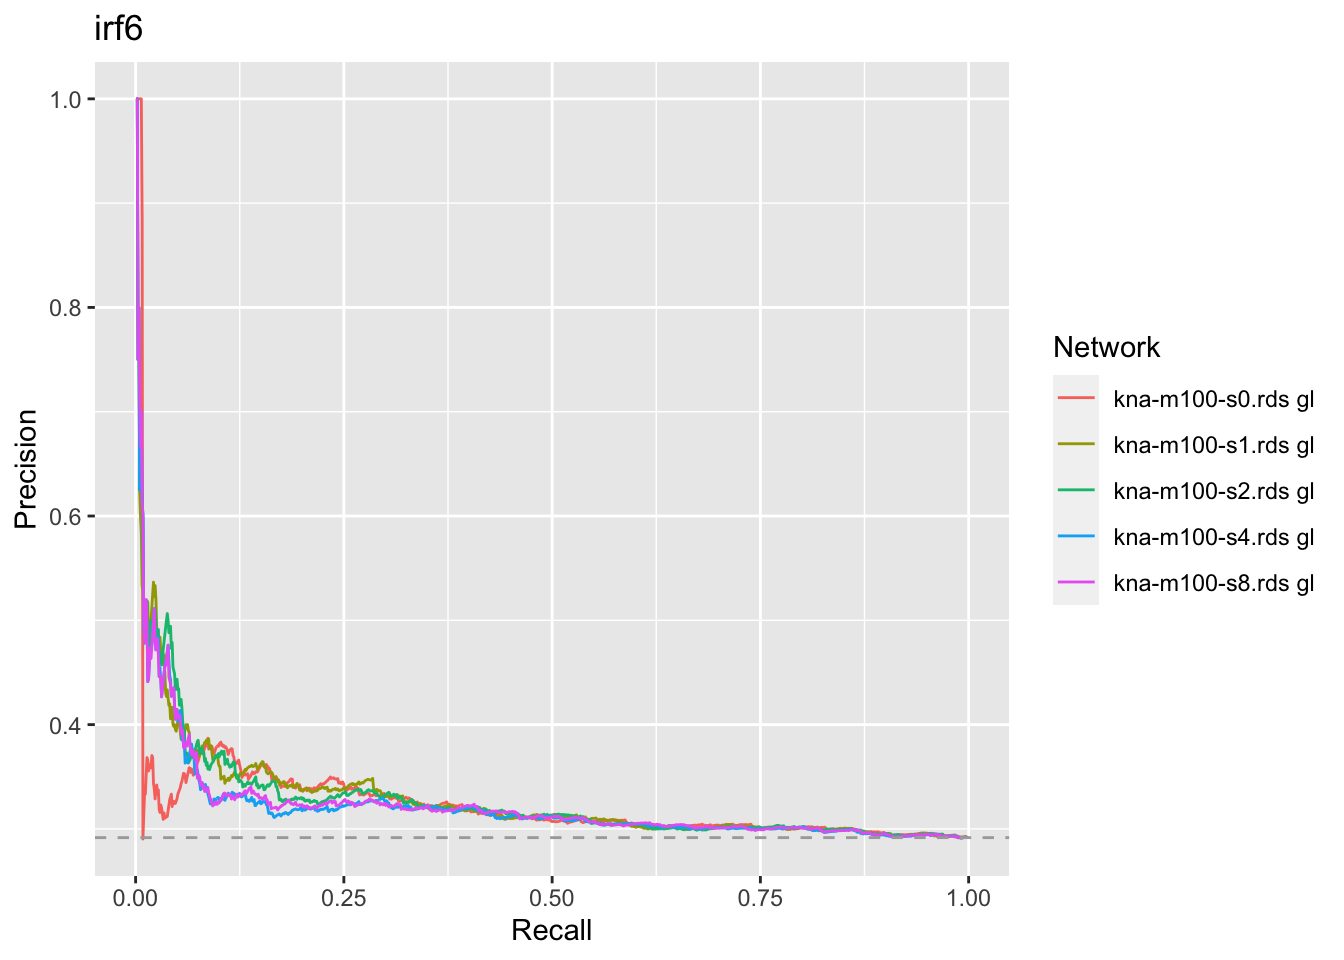 irf6
1.0
0.8
0.6
0.4
Precision
0.00 0.25 0.50 0.75 1.00
Recall
Network
kna-m100-s0.rds gl
kna-m100-s1.rds gl
kna-m100-s2.rds gl
kna-m100-s4.rds gl
kna-m100-s8.rds gl